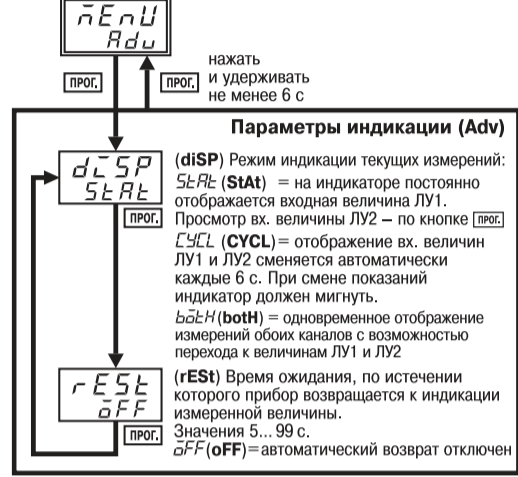 mEnU
Adv
ПРОГ.
ПРОГ.
нажать
и удерживать
не менее 6 с
Параметры индикации (Adv)
diSP
StAt
ПРОГ.
(diSP) Режим индикации текущих измерений:
StAt (StAt) = на индикаторе постоянно
отображается входная величина ЛУ1.
Просмотр вх. величины ЛУ2 – по кнопке ПРОГ.
CYCL (CYCL) = отображение вх. величин
ЛУ1 и ЛУ2 сменяется автоматически
каждые 6 с. При смене показаний
индикатор должен мигнуть.
botH (botH) = одновременное отображение
измерений обоих каналов с возможностью
перехода к величинам ЛУ1 и ЛУ2
rESt
oFF
ПРОГ.
(rESt) Время ожидания, по истечении
которого прибор возвращается к индикации
измеренной величины.
Значения 5... 99 с.
oFF (oFF)=автоматический возврат отключен